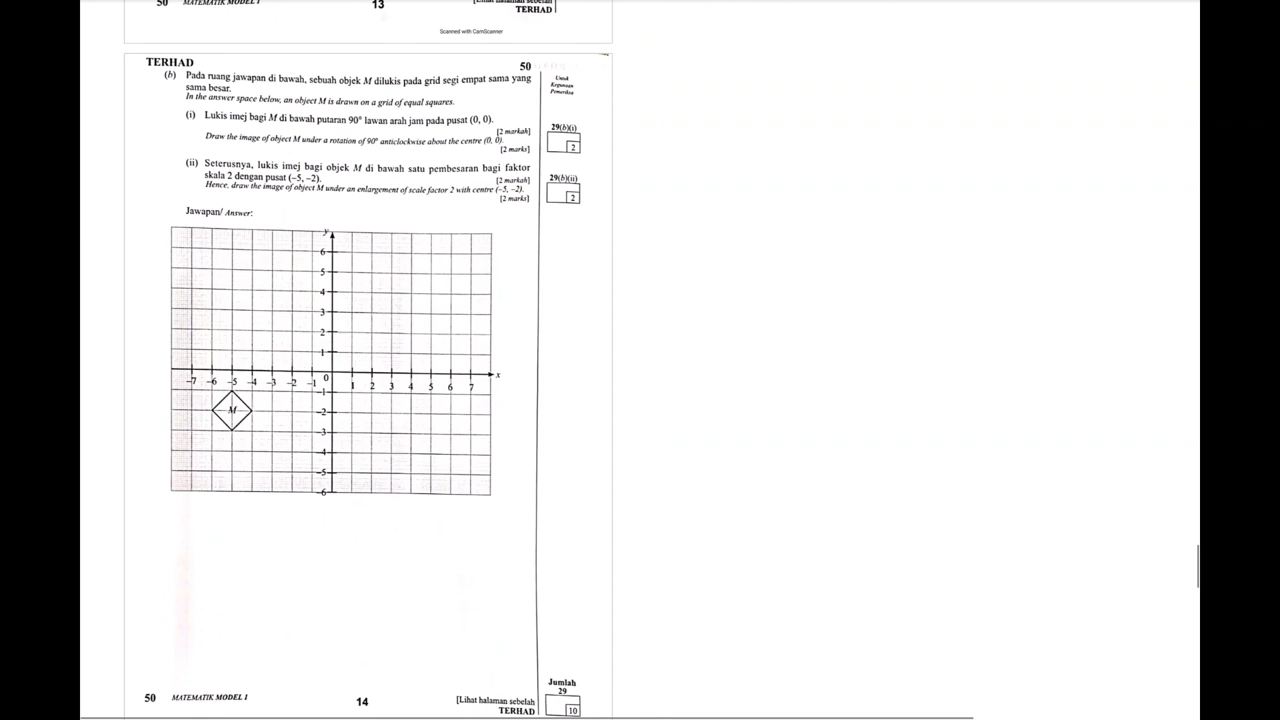 50 MATEMATIK MODEL 1 13 [Lihat halaman sebelah
TERHAD
Scanned with CamScanner
TERHAD 50
(b) Pada ruang jawapan di bawah, sebuah objek M dilukis pada grid segi empat sama yang
sama besar.
In the answer space below, an object M is drawn on a grid of equal squares.
Untuk
Kegunaan
Pemeriksa
(i) Lukis imej bagi M di bawah putaran 90° lawan arah jam pada pusat (0, 0).
[2 markah]
Draw the image of object M under a rotation of 90° anticlockwise about the centre (0, 0).
[2 marks]
29(b)(i)
2
(ii) Seterusnya, lukis imej bagi objek M di bawah satu pembesaran bagi faktor
skala 2 dengan pusat (−5, −2).
[2 markah]
Hence, draw the image of object M under an enlargement of scale factor 2 with centre (−5, −2).
[2 marks]
29(b)(ii)
2
Jawapan/ Answer:
y
6
5
4
3
2
1
0
x
−7 −6 −5 −4 −3 −2 −1 1 2 3 4 5 6 7
−1
M
−2
−3
−4
−5
−6
50 MATEMATIK MODEL 1 14 [Lihat halaman sebelah
TERHAD
Jumlah
29
10